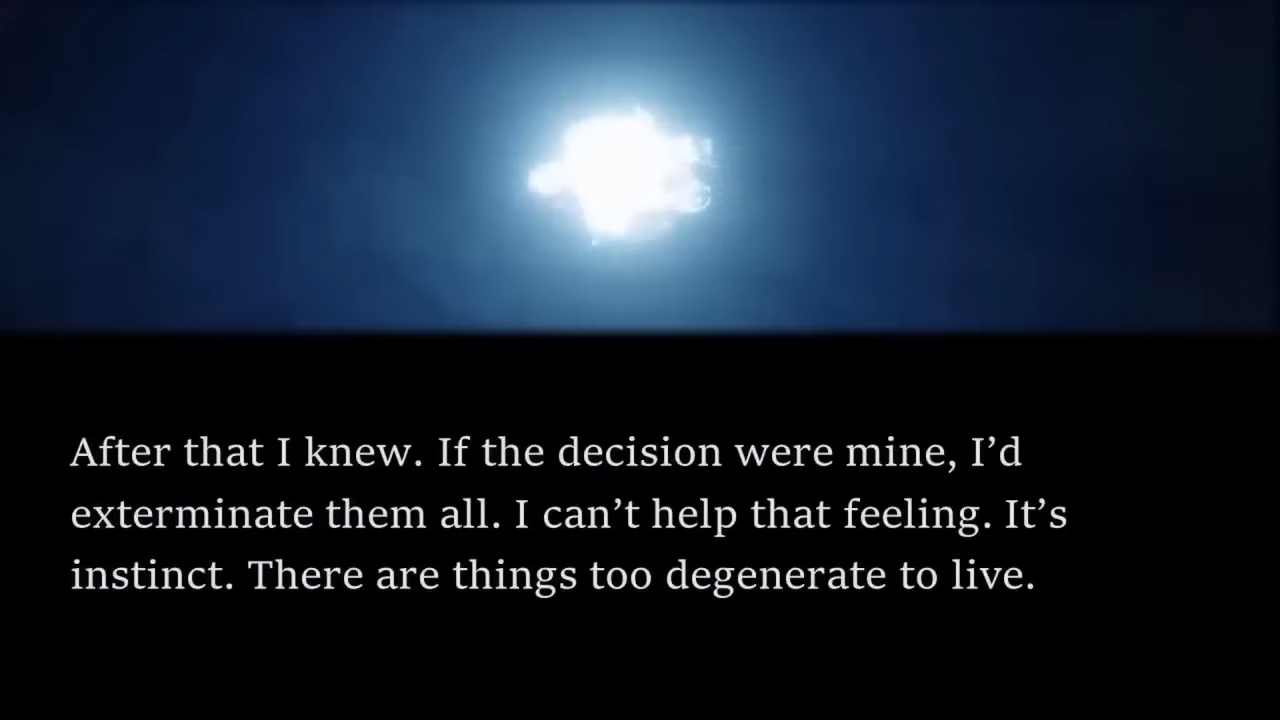 After that I knew. If the decision were mine, I’d
exterminate them all. I can’t help that feeling. It’s
instinct. There are things too degenerate to live.